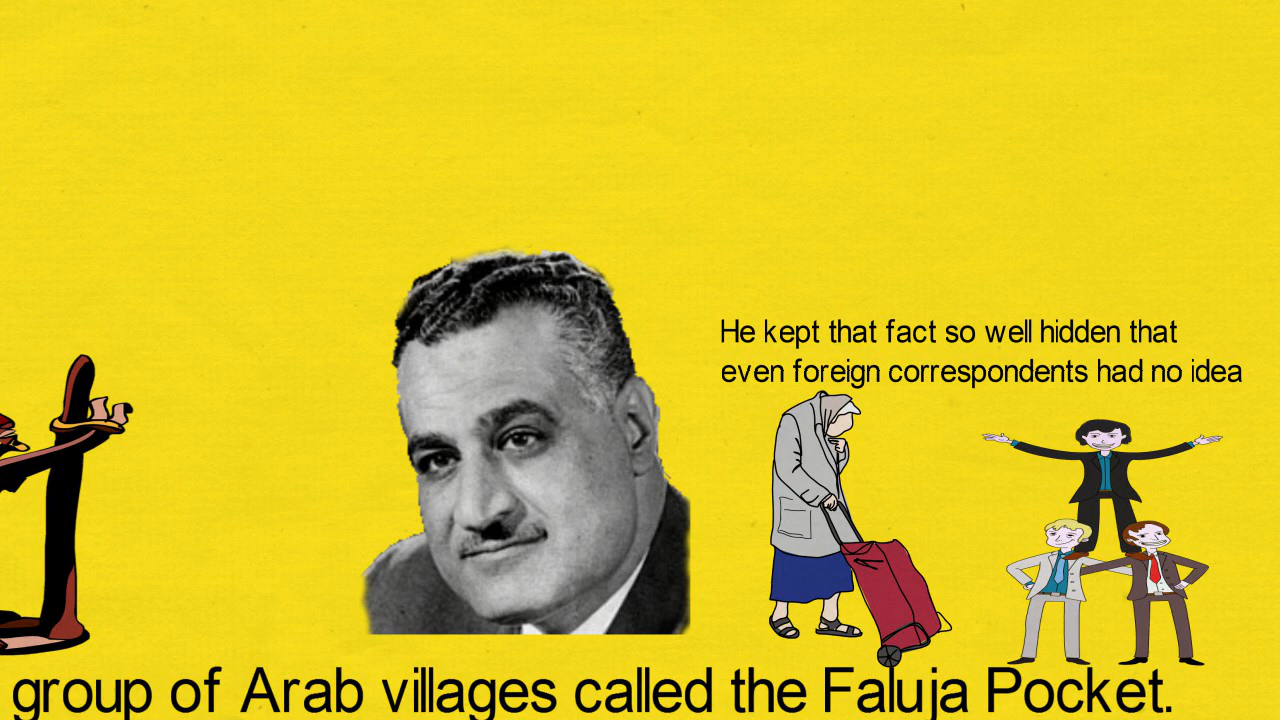 He kept that fact so well hidden that
even foreign correspondents had no idea
group of Arab villages called the Faluja Pocket.